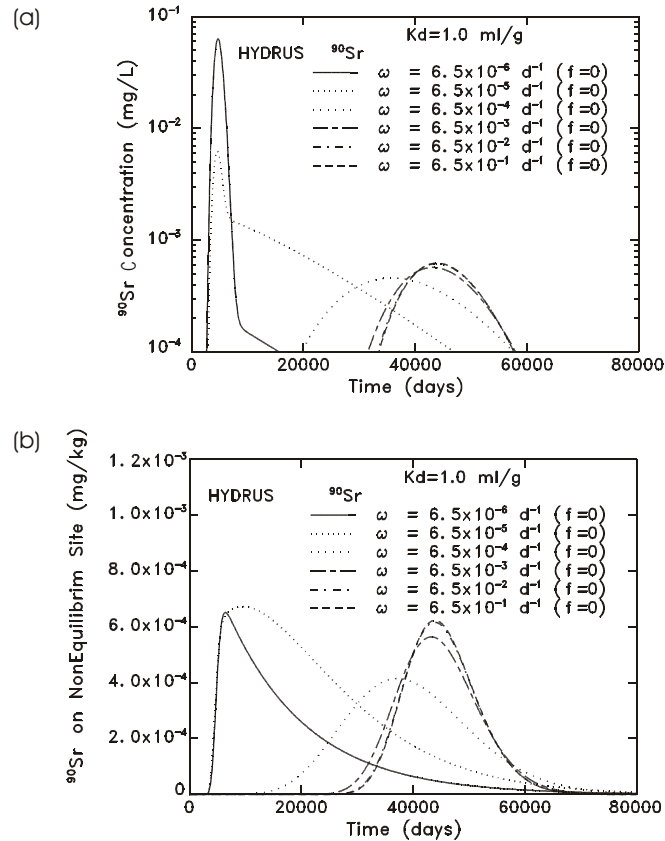 (a)
Kd=1.0 ml/g
HYDRUS ⁹⁰Sr
ω = 6.5x10⁻⁶ d⁻¹ (f=0)
ω = 6.5x10⁻⁵ d⁻¹ (f=0)
ω = 6.5x10⁻⁴ d⁻¹ (f=0)
ω = 6.5x10⁻³ d⁻¹ (f=0)
ω = 6.5x10⁻² d⁻¹ (f=0)
ω = 6.5x10⁻¹ d⁻¹ (f=0)
⁹⁰Sr Concentration (mg/L)
10⁻¹
10⁻²
10⁻³
10⁻⁴
0 20000 40000 60000 80000
Time (days)
(b)
Kd=1.0 ml/g
HYDRUS ⁹⁰Sr
ω = 6.5x10⁻⁶ d⁻¹ (f=0)
ω = 6.5x10⁻⁵ d⁻¹ (f=0)
ω = 6.5x10⁻⁴ d⁻¹ (f=0)
ω = 6.5x10⁻³ d⁻¹ (f=0)
ω = 6.5x10⁻² d⁻¹ (f=0)
ω = 6.5x10⁻¹ d⁻¹ (f=0)
⁹⁰Sr on NonEquilibrim Site (mg/kg)
1.2x10⁻³
1.0x10⁻³
8.0x10⁻⁴
6.0x10⁻⁴
4.0x10⁻⁴
2.0x10⁻⁴
0
0 20000 40000 60000 80000
Time (days)